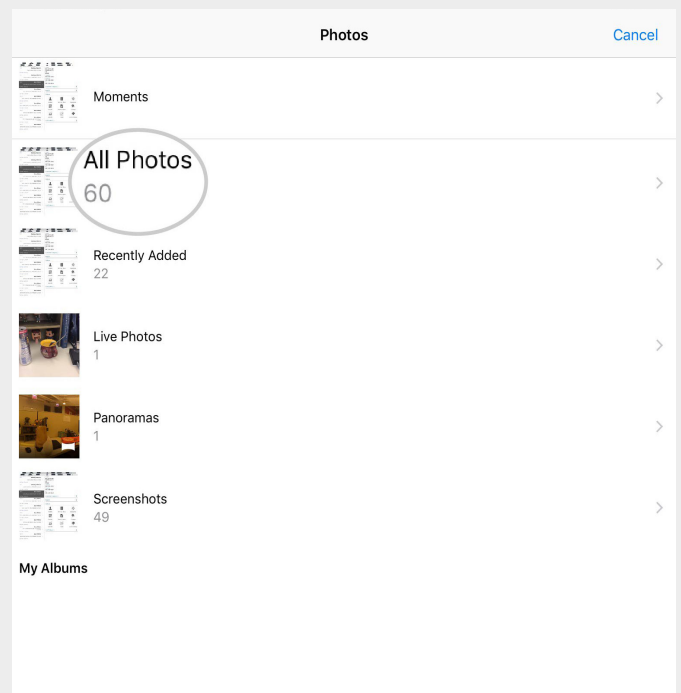 Photos
Cancel
Moments
All Photos
60
Recently Added
22
Live Photos
1
Panoramas
1
Screenshots
49
My Albums